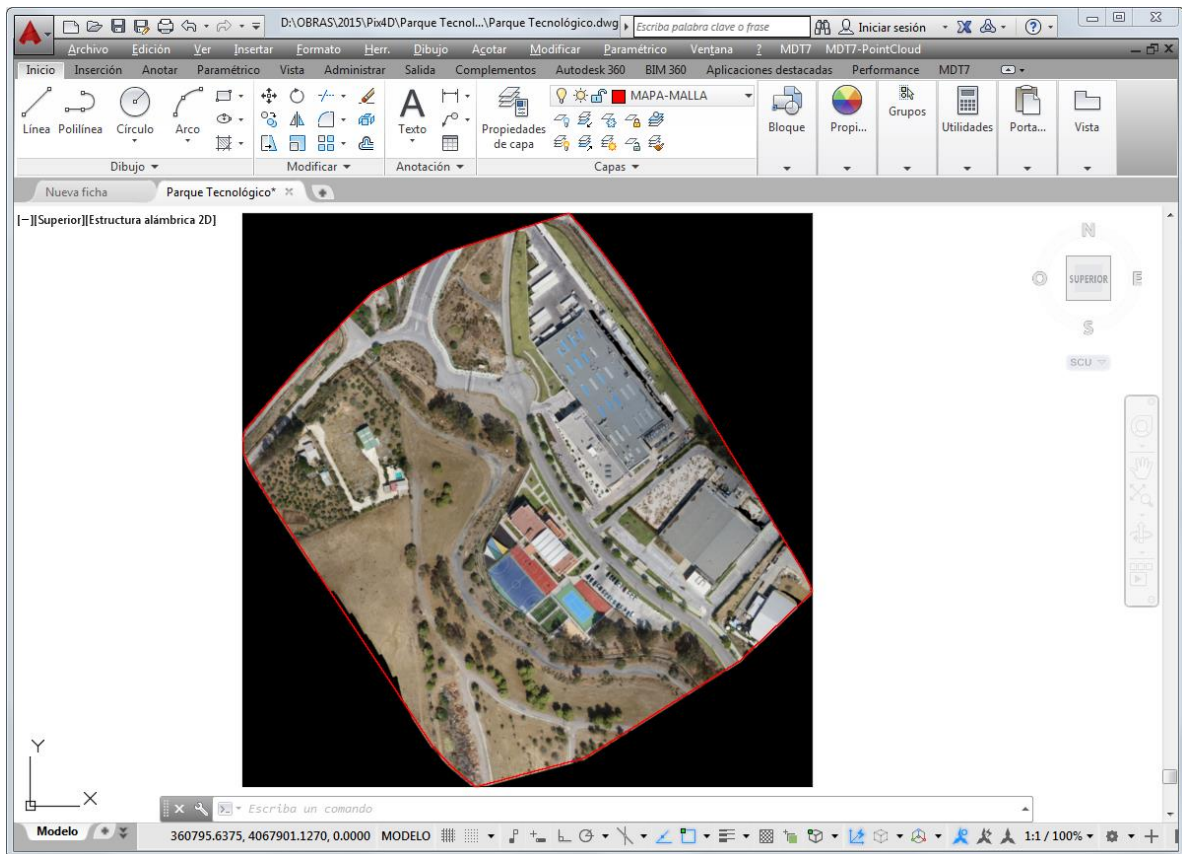 D:\OBRAS\2015\Pix4D\Parque Tecnol...\Parque Tecnológico.dwg
Escriba palabra clave o frase
Iniciar sesión
Archivo Edición Ver Insertar Formato Herr. Dibujo Acotar Modificar Paramétrico Ventana ? MDT7 MDT7-PointCloud
Inicio Inserción Anotar Paramétrico Vista Administrar Salida Complementos Autodesk 360 BIM 360 Aplicaciones destacadas Performance MDT7
MAPA-MALLA
Línea Polilínea Círculo Arco Texto Propiedades de capa Bloque Propi... Grupos Utilidades Porta... Vista
Dibujo Modificar Anotación Capas
Nueva ficha Parque Tecnológico*
[−][Superior][Estructura alámbrica 2D]
N
O SUPERIOR E
S
SCU
Y
X
Escriba un comando
Modelo 360795.6375, 4067901.1270, 0.0000 MODELO 1:1 / 100%